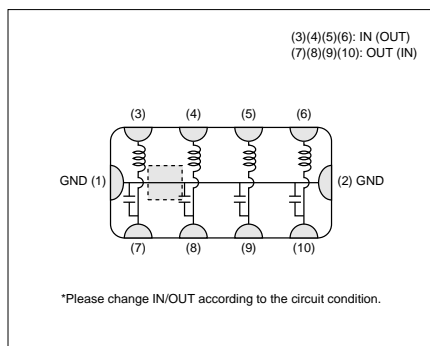 (3)(4)(5)(6): IN (OUT)
(7)(8)(9)(10): OUT (IN)
(3) (4) (5) (6)
GND (1) (2) GND
(7) (8) (9) (10)
*Please change IN/OUT according to the circuit condition.